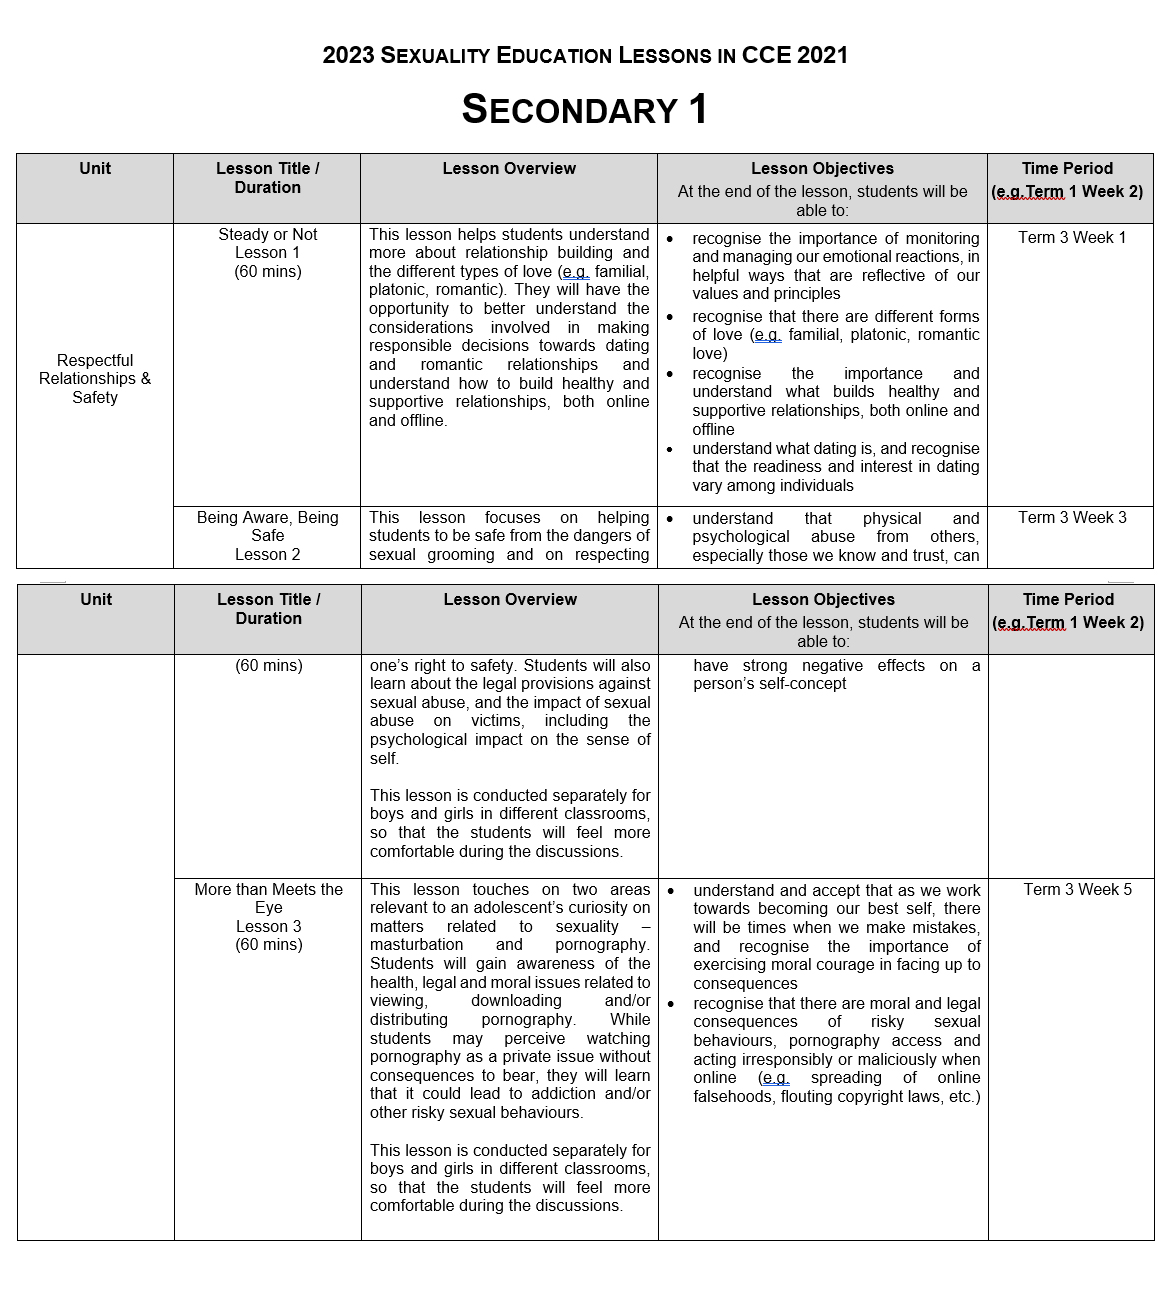 2023 SEXUALITY EDUCATION LESSONS IN CCE 2021
SECONDARY 1
Unit
Lesson Title /
Duration
Lesson Overview
Lesson Objectives
At the end of the lesson, students will be
able to:
Time Period
(e.g.Term 1 Week 2)
Respectful
Relationships &
Safety
Steady or Not
Lesson 1
(60 mins)
This lesson helps students understand
more about relationship building and
the different types of love (e.g. familial,
platonic, romantic). They will have the
opportunity to better understand the
considerations involved in making
responsible decisions towards dating
and romantic relationships and
understand how to build healthy and
supportive relationships, both online
and offline.
• recognise the importance of monitoring
and managing our emotional reactions, in
helpful ways that are reflective of our
values and principles
• recognise that there are different forms
of love (e.g. familial, platonic, romantic
love)
• recognise the importance and
understand what builds healthy and
supportive relationships, both online and
offline
• understand what dating is, and recognise
that the readiness and interest in dating
vary among individuals
Term 3 Week 1
Being Aware, Being
Safe
Lesson 2
This lesson focuses on helping
students to be safe from the dangers of
sexual grooming and on respecting
• understand that physical and
psychological abuse from others,
especially those we know and trust, can
Term 3 Week 3
Unit
Lesson Title /
Duration
Lesson Overview
Lesson Objectives
At the end of the lesson, students will be
able to:
Time Period
(e.g.Term 1 Week 2)
(60 mins)
one's right to safety. Students will also
learn about the legal provisions against
sexual abuse, and the impact of sexual
abuse on victims, including the
psychological impact on the sense of
self.
This lesson is conducted separately for
boys and girls in different classrooms,
so that the students will feel more
comfortable during the discussions.
have strong negative effects on a
person's self-concept
More than Meets the
Eye
Lesson 3
(60 mins)
This lesson touches on two areas
relevant to an adolescent's curiosity on
matters related to sexuality –
masturbation and pornography.
Students will gain awareness of the
health, legal and moral issues related to
viewing, downloading and/or
distributing pornography. While
students may perceive watching
pornography as a private issue without
consequences to bear, they will learn
that it could lead to addiction and/or
other risky sexual behaviours.
This lesson is conducted separately for
boys and girls in different classrooms,
so that the students will feel more
comfortable during the discussions.
• understand and accept that as we work
towards becoming our best self, there
will be times when we make mistakes,
and recognise the importance of
exercising moral courage in facing up to
consequences
• recognise that there are moral and legal
consequences of risky sexual
behaviours, pornography access and
acting irresponsibly or maliciously when
online (e.g. spreading of online
falsehoods, flouting copyright laws, etc.)
Term 3 Week 5